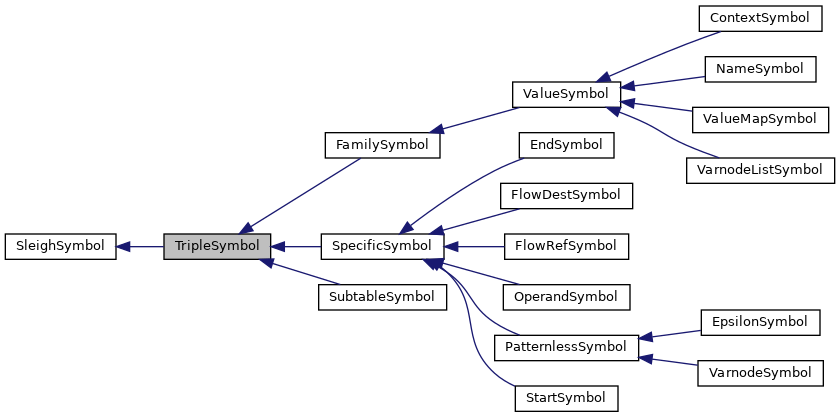 ContextSymbol
NameSymbol
ValueSymbol
ValueMapSymbol
FamilySymbol
EndSymbol
VarnodeListSymbol
FlowDestSymbol
SleighSymbol
TripleSymbol
SpecificSymbol
FlowRefSymbol
SubtableSymbol
OperandSymbol
EpsilonSymbol
PatternlessSymbol
VarnodeSymbol
StartSymbol